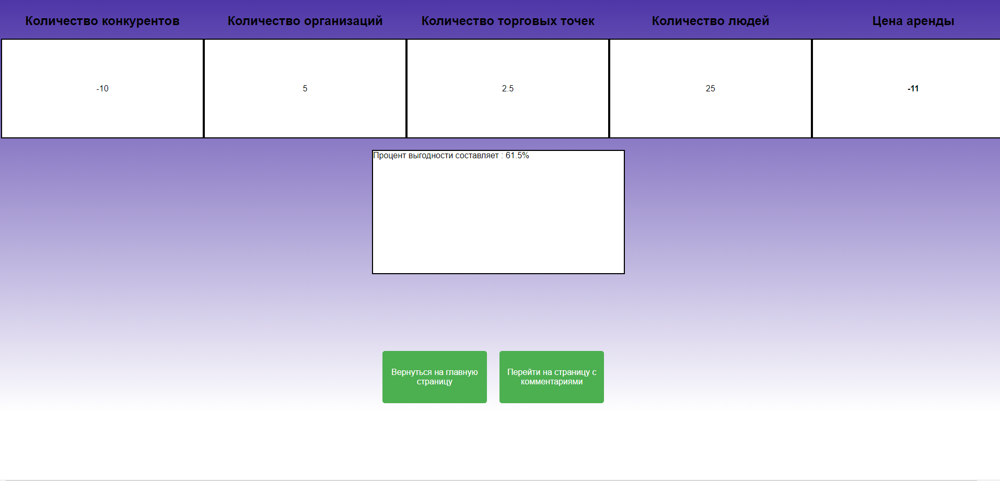 Количество конкурентов Количество организаций Количество торговых точек Количество людей Цена аренды
-10 5 2.5 25 -11
Процент выгодности составляет : 61.5%
Вернуться на главную
страницу
Перейти на страницу с
комментариями